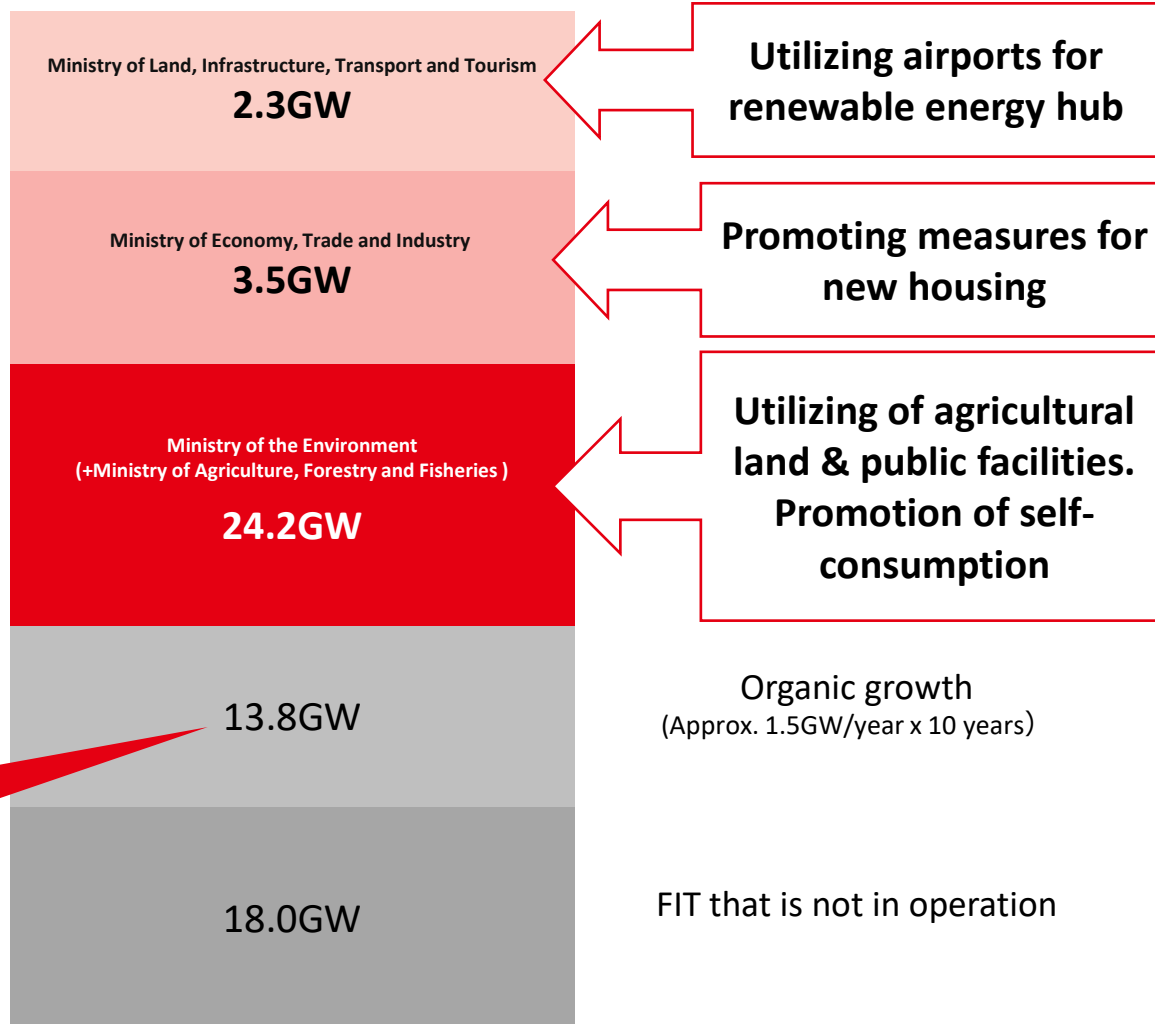 Ministry of Land, Infrastructure, Transport and Tourism
2.3GW
Utilizing airports for
renewable energy hub
Ministry of Economy, Trade and Industry
3.5GW
Promoting measures for
new housing
Ministry of the Environment
(+Ministry of Agriculture, Forestry and Fisheries )
24.2GW
Utilizing of agricultural
land & public facilities.
Promotion of self-
consumption
13.8GW
Organic growth
(Approx. 1.5GW/year x 10 years）
18.0GW
FIT that is not in operation